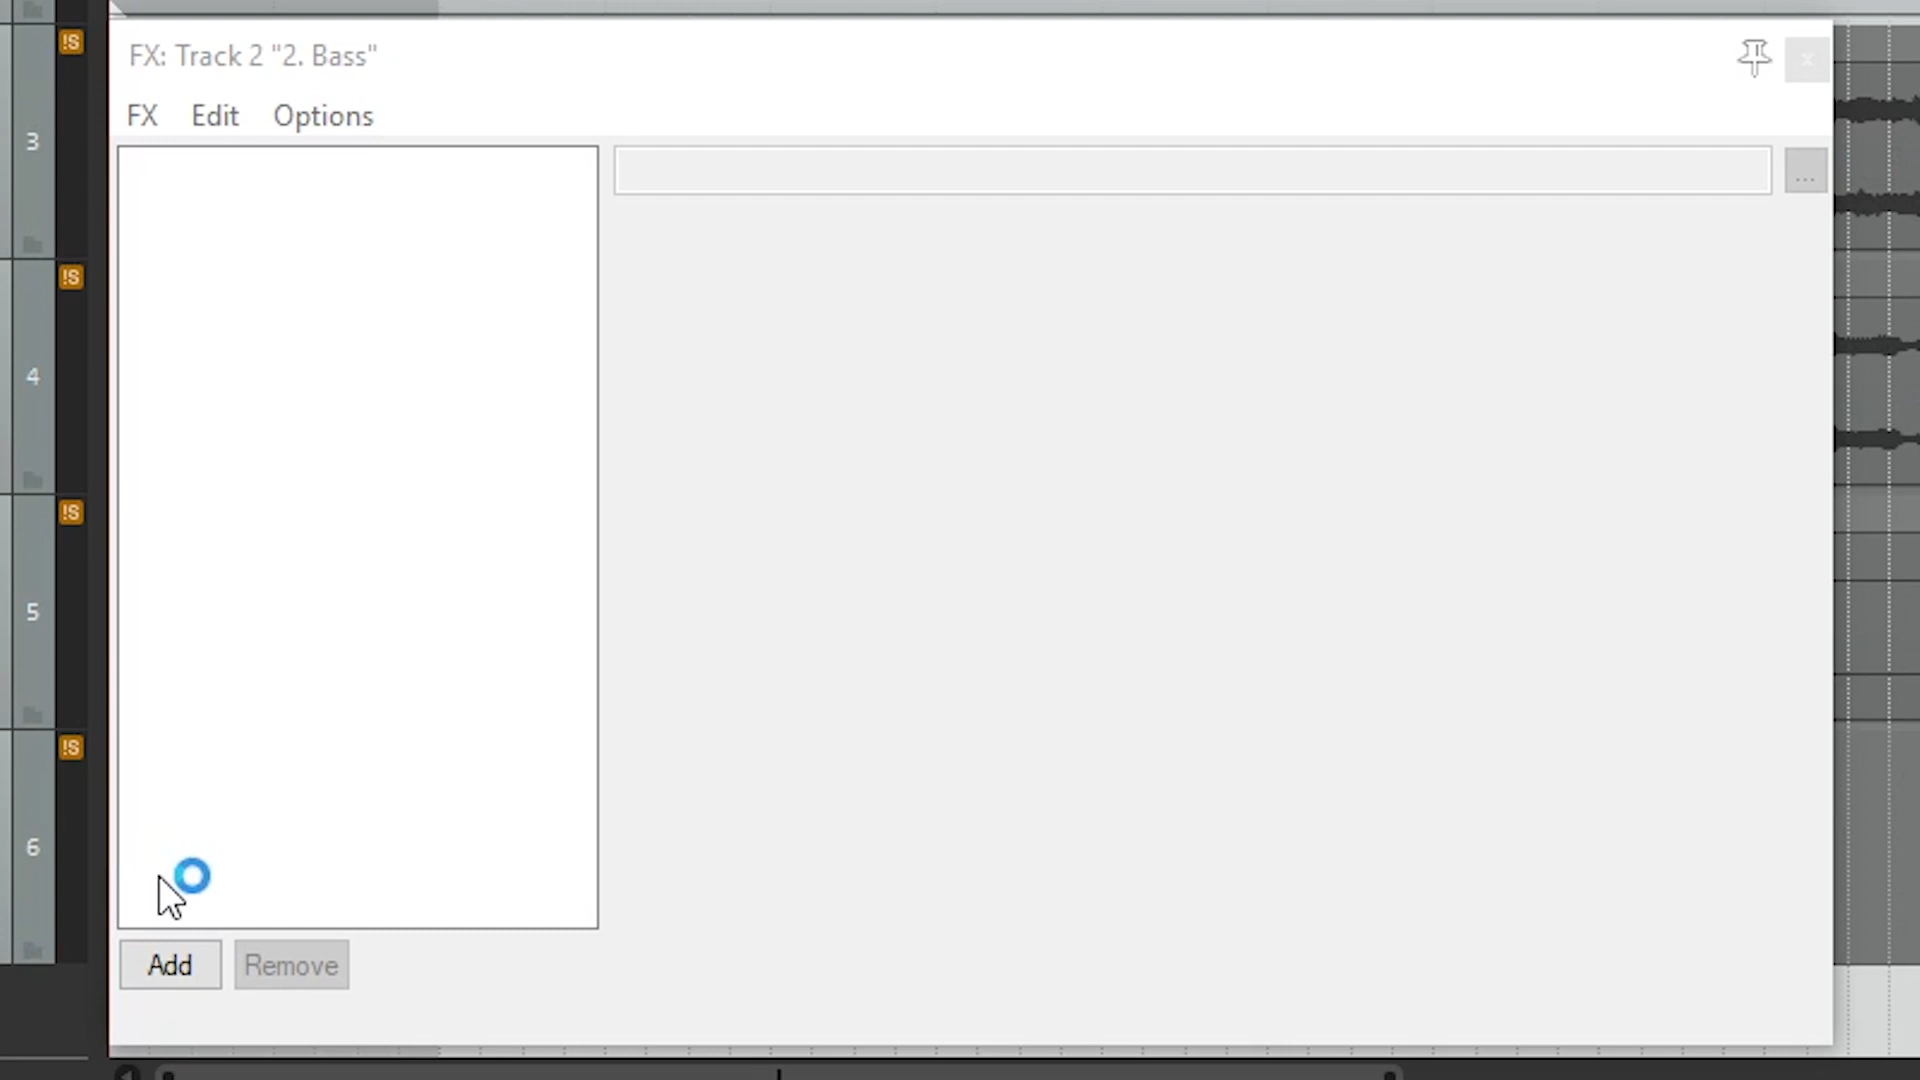 FX: Track 2 "2. Bass"
x
FX Edit Options
...
!S
3
!S
4
!S
5
!S
6
Add Remove